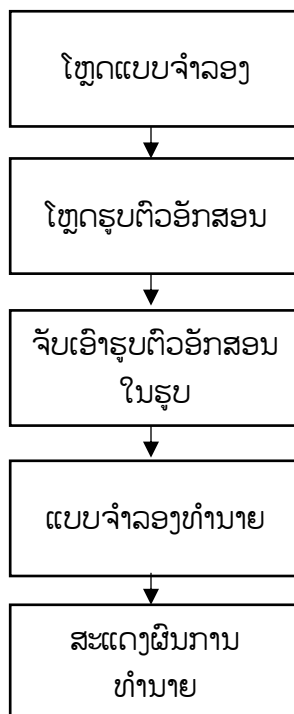 ໂຫຼດແບບຈຳລອງ
ໂຫຼດຮູບຕົວອັກສອນ
ຈັບເອົາຮູບຕົວອັກສອນ
ໃນຮູບ
ແບບຈຳລອງທຳນາຍ
ສະແດງຜົນການ
ທຳນາຍ